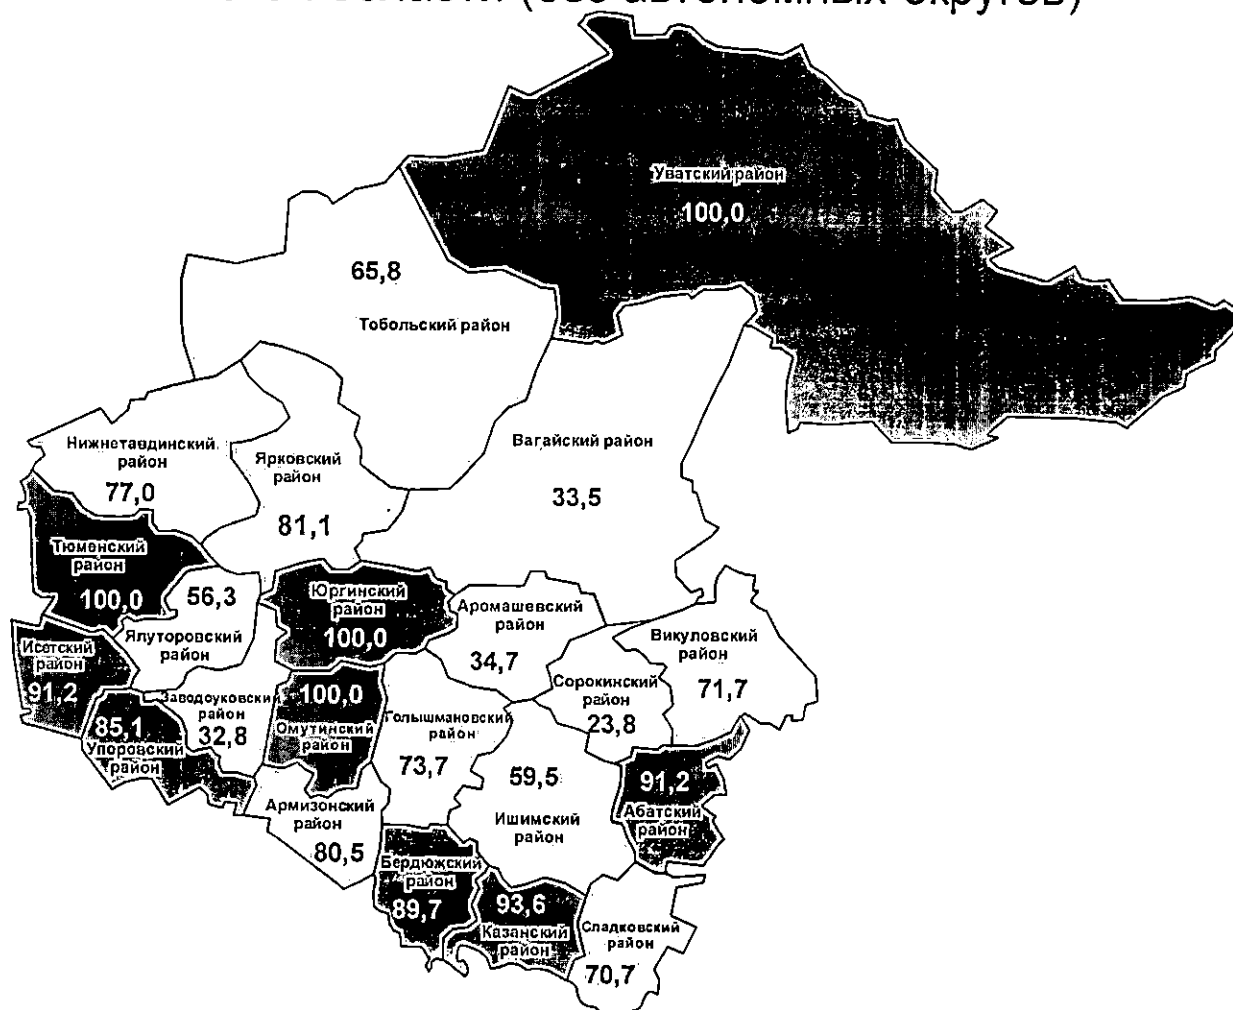 (без автономных округов)
Уватский район
100,0
65,8
Тобольский район
Нижнетавдинский
район
77,0
Ярковский
район
81,1
Вагайский район
33,5
Тюменский
район
100,0
56,3
Ялуторовский
район
Юргинский
район
100,0
Аромашевский
район
34,7
Викуловский
район
71,7
Исетский
район
91,2
Сорокинский
район
23,8
Заводоуковский
район
32,8
100,0
Омутинский
район
Голышмановский
район
73,7
85,1
Упоровский
район
59,5
Ишимский
район
91,2
Абатский
район
Армизонский
район
80,5
Бердюжский
район
89,7
93,6
Казанский
район
Сладковский
район
70,7